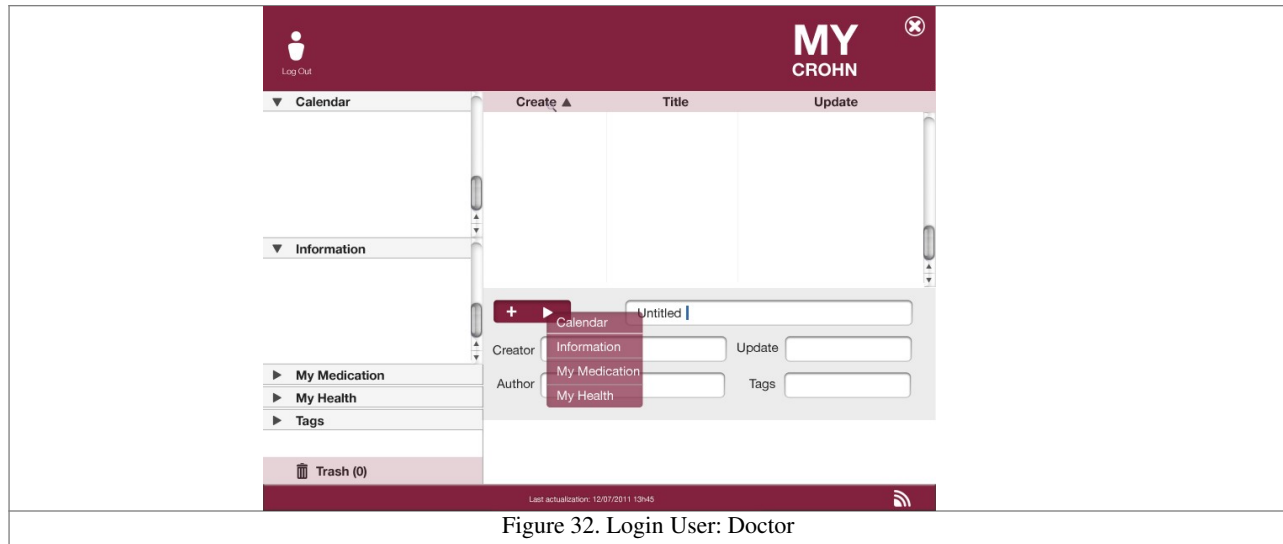 MY
CROHN
Log Out
Calendar
Create ▲ Title Update
Information
+ ▶ Untitled
Calendar
Creator Information Update
My Medication
Author Tags
My Health
My Medication
My Health
Tags
Trash (0)
Last actualization: 12/07/2011 13h45
Figure 32. Login User: Doctor